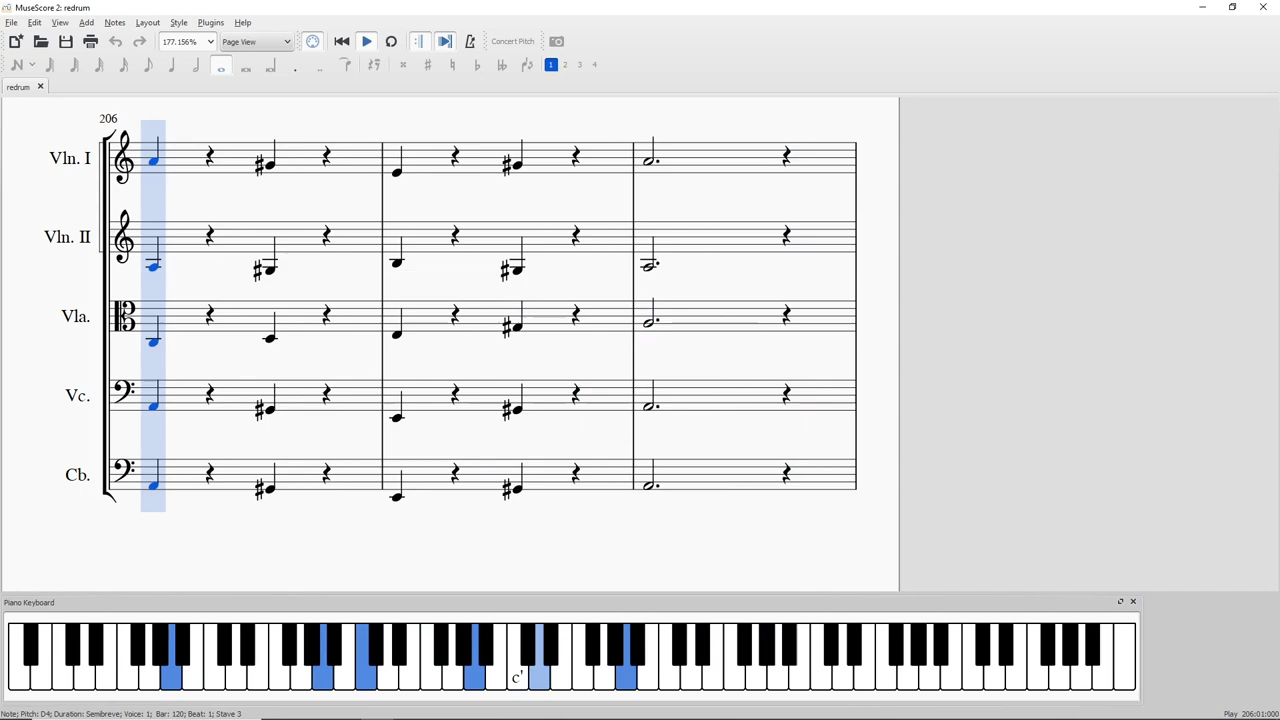 MuseScore 2: redrum
File Edit View Add Notes Layout Style Plugins Help
177.156% Page View Concert Pitch
N 1 2 3 4
redrum
206
Vln. I
Vln. II
Vla.
Vc.
Cb.
Piano Keyboard
c'
Note; Pitch: D4; Duration: Semibreve; Voice: 1; Bar: 120; Beat: 1; Stave 3 Play 206:01:000